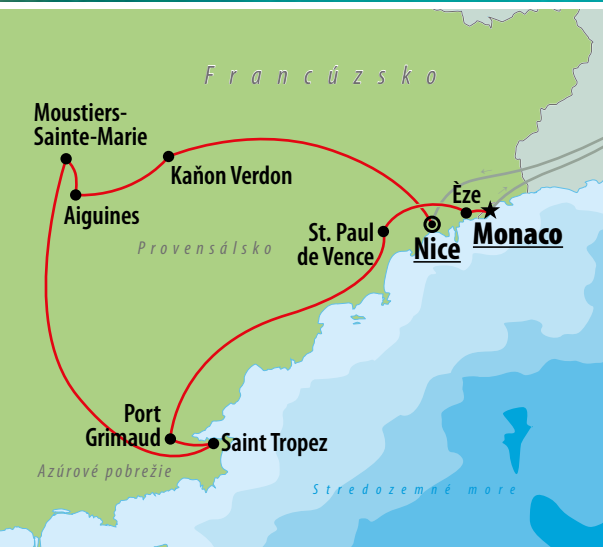 Francúzsko
Moustiers-
Sainte-Marie
Kaňon Verdon
Aiguines
Èze
St. Paul
de Vence
Nice
Monaco
Provensálsko
Port
Grimaud
Saint Tropez
Azúrové pobrežie
Stredozemné more